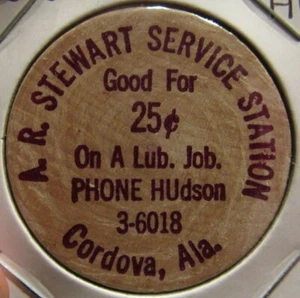 A. R. STEWART SERVICE STATION
Good For
25¢
On A Lub. Job.
PHONE HUdson
3-6018
Cordova, Ala.